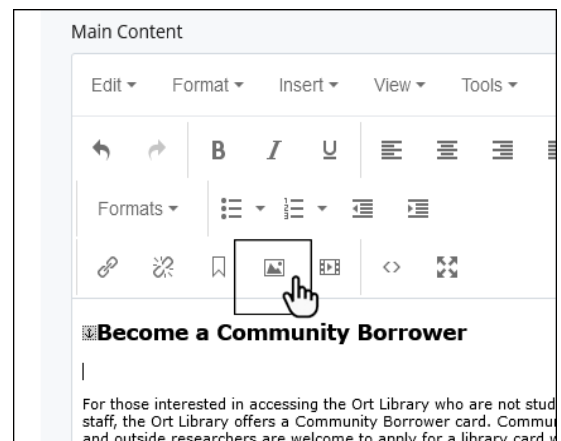 Main Content
Edit Format Insert View Tools
B I U
Formats
Become a Community Borrower
For those interested in accessing the Ort Library who are not
staff, the Ort Library offers a Community Borrower card.
and outside researchers are welcome to apply for a library card